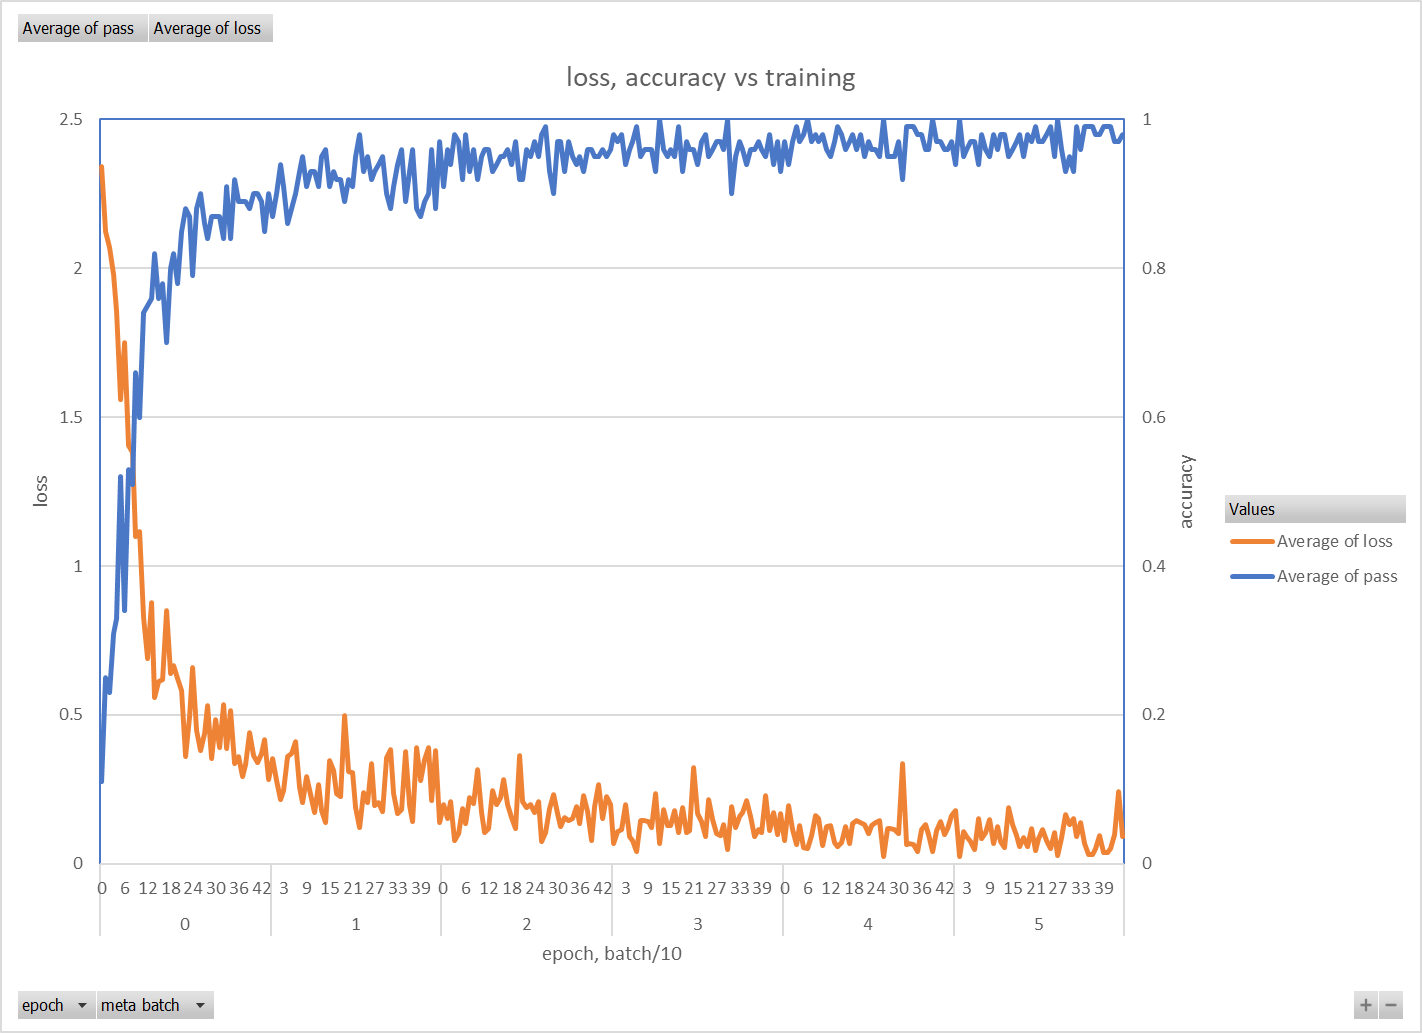 Average of pass Average of loss
loss, accuracy vs training
2.5 1
2 0.8
1.5 0.6
1 0.4
0.5 0.2
0 0
loss
accuracy
Values
Average of loss
Average of pass
0 6 12 18 24 30 36 42 3 9 15 21 27 33 39 0 6 12 18 24 30 36 42 3 9 15 21 27 33 39 0 6 12 18 24 30 36 42 3 9 15 21 27 33 39
0 1 2 3 4 5
epoch, batch/10
epoch meta batch